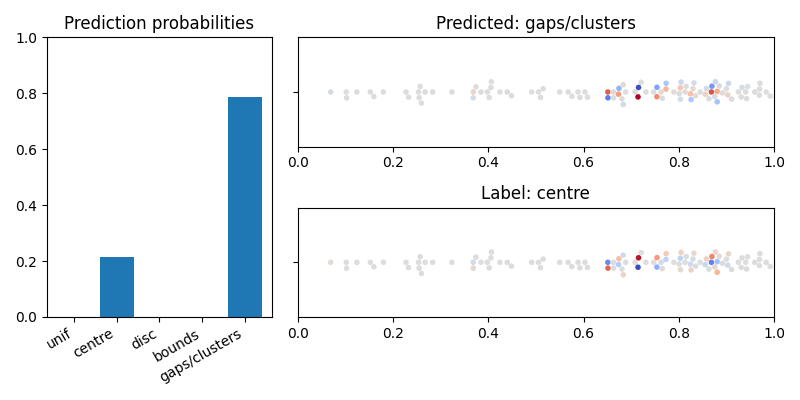 Prediction probabilities
1.0
0.8
0.6
0.4
0.2
0.0
unif
centre
disc
bounds
gaps/clusters
Predicted: gaps/clusters
0.0 0.2 0.4 0.6 0.8 1.0
Label: centre
0.0 0.2 0.4 0.6 0.8 1.0